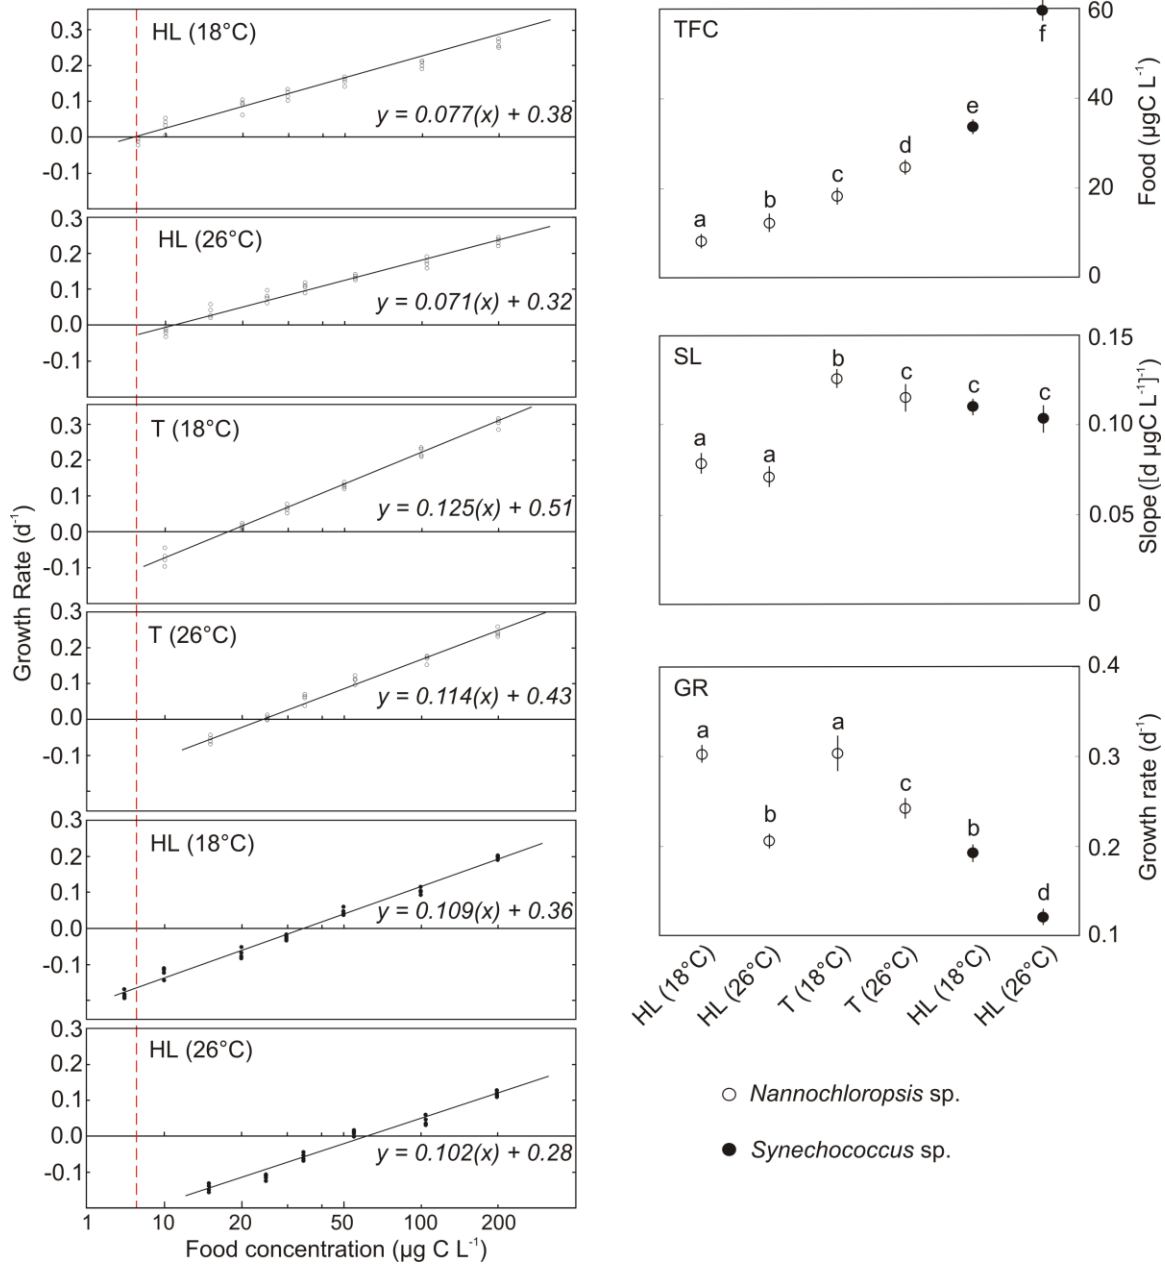 Growth Rate (d⁻¹)
HL (18°C)
0.3
0.2
0.1
0.0
-0.1
y = 0.077(x) + 0.38
HL (26°C)
0.3
0.2
0.1
0.0
-0.1
y = 0.071(x) + 0.32
T (18°C)
0.3
0.2
0.1
0.0
-0.1
y = 0.125(x) + 0.51
T (26°C)
0.3
0.2
0.1
0.0
-0.1
y = 0.114(x) + 0.43
HL (18°C)
0.3
0.2
0.1
0.0
-0.1
y = 0.109(x) + 0.36
HL (26°C)
0.3
0.2
0.1
0.0
-0.1
y = 0.102(x) + 0.28
1 10 20 50 100 200
Food concentration (µg C L⁻¹)
TFC
a b c d e f
60
40
20
0
Food (µgC L⁻¹)
SL
a a b c c c
0.15
0.10
0.05
0
Slope ([d µgC L⁻¹]⁻¹)
GR
a b a c b d
0.4
0.3
0.2
0.1
Growth rate (d⁻¹)
HL (18°C) HL (26°C) T (18°C) T (26°C) HL (18°C) HL (26°C)
Nannochloropsis sp.
Synechococcus sp.